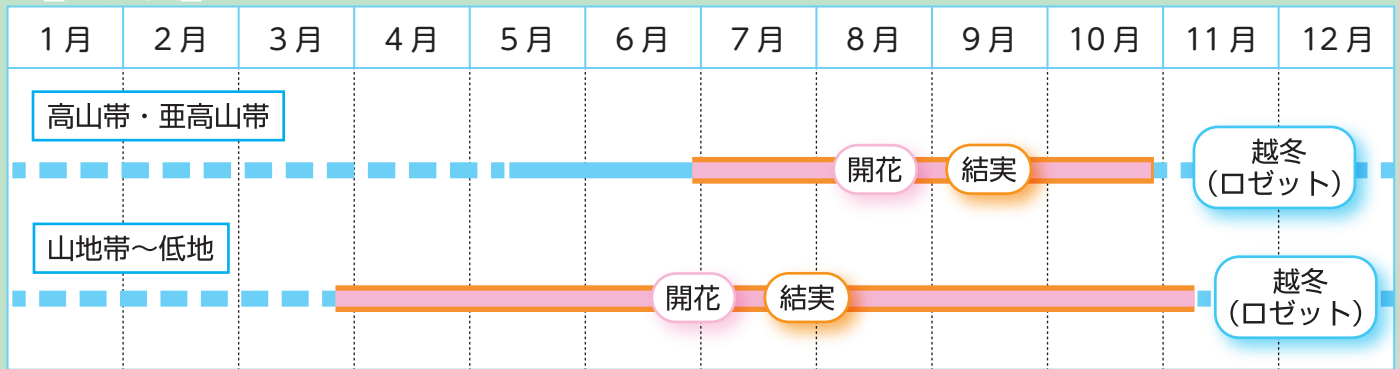 1月 2月 3月 4月 5月 6月 7月 8月 9月 10月 11月 12月
高山帯・亜高山帯
開花
結実
越冬
(ロゼット)
山地帯～低地
開花
結実
越冬
(ロゼット)